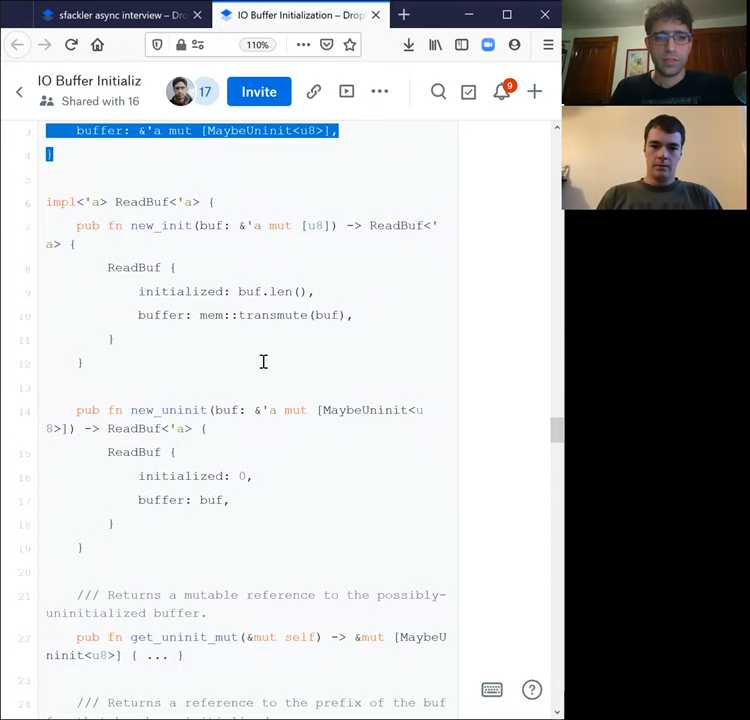 sfackler async interview – Dro
IO Buffer Initialization – Drop
110%
IO Buffer Initializ
Shared with 16
17
Invite
9
3 buffer: &'a mut [MaybeUninit<u8>],
4 }
5
6 impl<'a> ReadBuf<'a> {
7 pub fn new_init(buf: &'a mut [u8]) -> ReadBuf<'
a> {
8 ReadBuf {
9 initialized: buf.len(),
10 buffer: mem::transmute(buf),
11 }
12 }
13
14 pub fn new_uninit(buf: &'a mut [MaybeUninit<u
8>]) -> ReadBuf<'a> {
15 ReadBuf {
16 initialized: 0,
17 buffer: buf,
18 }
19 }
20
21 /// Returns a mutable reference to the possibly-
uninitialized buffer.
22 pub fn get_uninit_mut(&mut self) -> &mut [MaybeU
ninit<u8>] { ... }
23
24 /// Returns a reference to the prefix of the buf